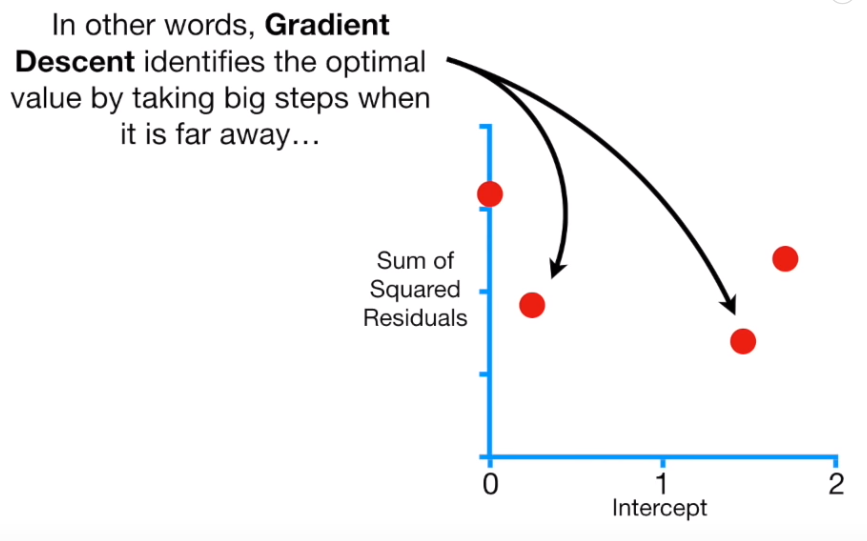 In other words, Gradient
Descent identifies the optimal
value by taking big steps when
it is far away…
Sum of
Squared
Residuals
0
1
2
Intercept